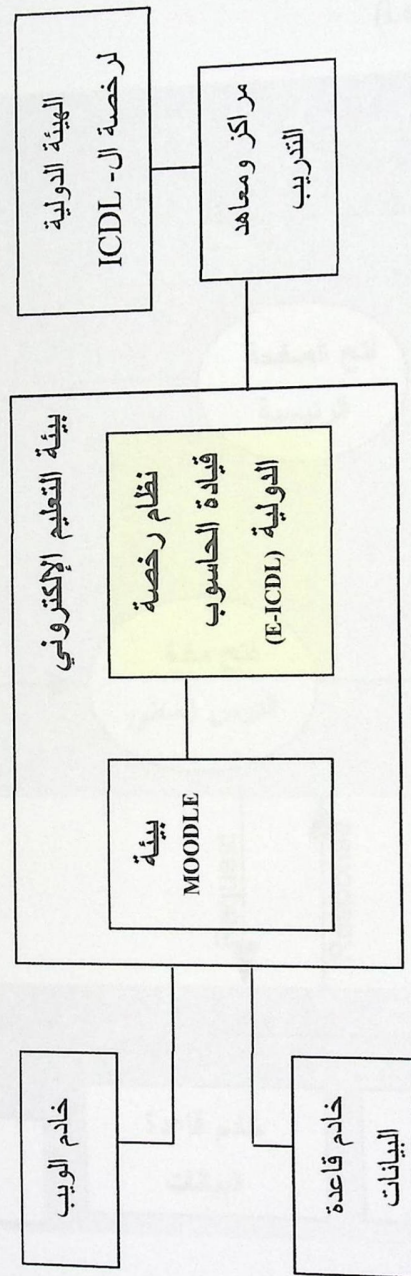 الهيئة الدولية
لرخصة ال- ICDL
مراكز ومعاهد
التدريب
بيئة التعليم الإلكتروني
نظام رخصة
قيادة الحاسوب
الدولية (E-ICDL)
بيئة
MOODLE
خادم الويب
خادم قاعدة
البيانات